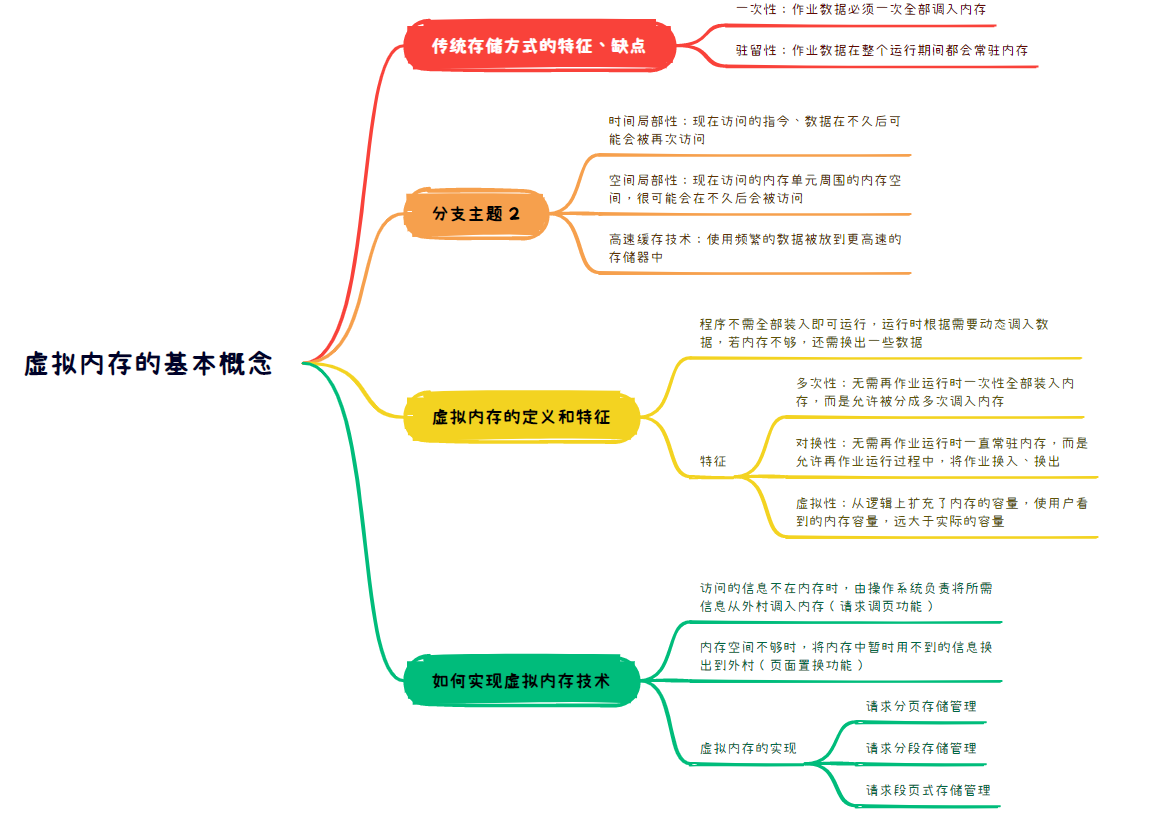 虚拟内存的基本概念
传统存储方式的特征、缺点
一次性：作业数据必须一次全部调入内存
驻留性：作业数据在整个运行期间都会常驻内存
分支主题 2
时间局部性：现在访问的指令、数据在不久后可
能会被再次访问
空间局部性：现在访问的内存单元周围的内存空
间，很可能会在不久后会被访问
高速缓存技术：使用频繁的数据被放到更高速的
存储器中
虚拟内存的定义和特征
程序不需全部装入即可运行，运行时根据需要动态调入数
据，若内存不够，还需换出一些数据
特征
多次性：无需再作业运行时一次性全部装入内
存，而是允许被分成多次调入内存
对换性：无需再作业运行时一直常驻内存，而是
允许再作业运行过程中，将作业换入、换出
虚拟性：从逻辑上扩充了内存的容量，使用户看
到的内存容量，远大于实际的容量
如何实现虚拟内存技术
访问的信息不在内存时，由操作系统负责将所需
信息从外村调入内存（请求调页功能）
内存空间不够时，将内存中暂时用不到的信息换
出到外村（页面置换功能）
虚拟内存的实现
请求分页存储管理
请求分段存储管理
请求段页式存储管理